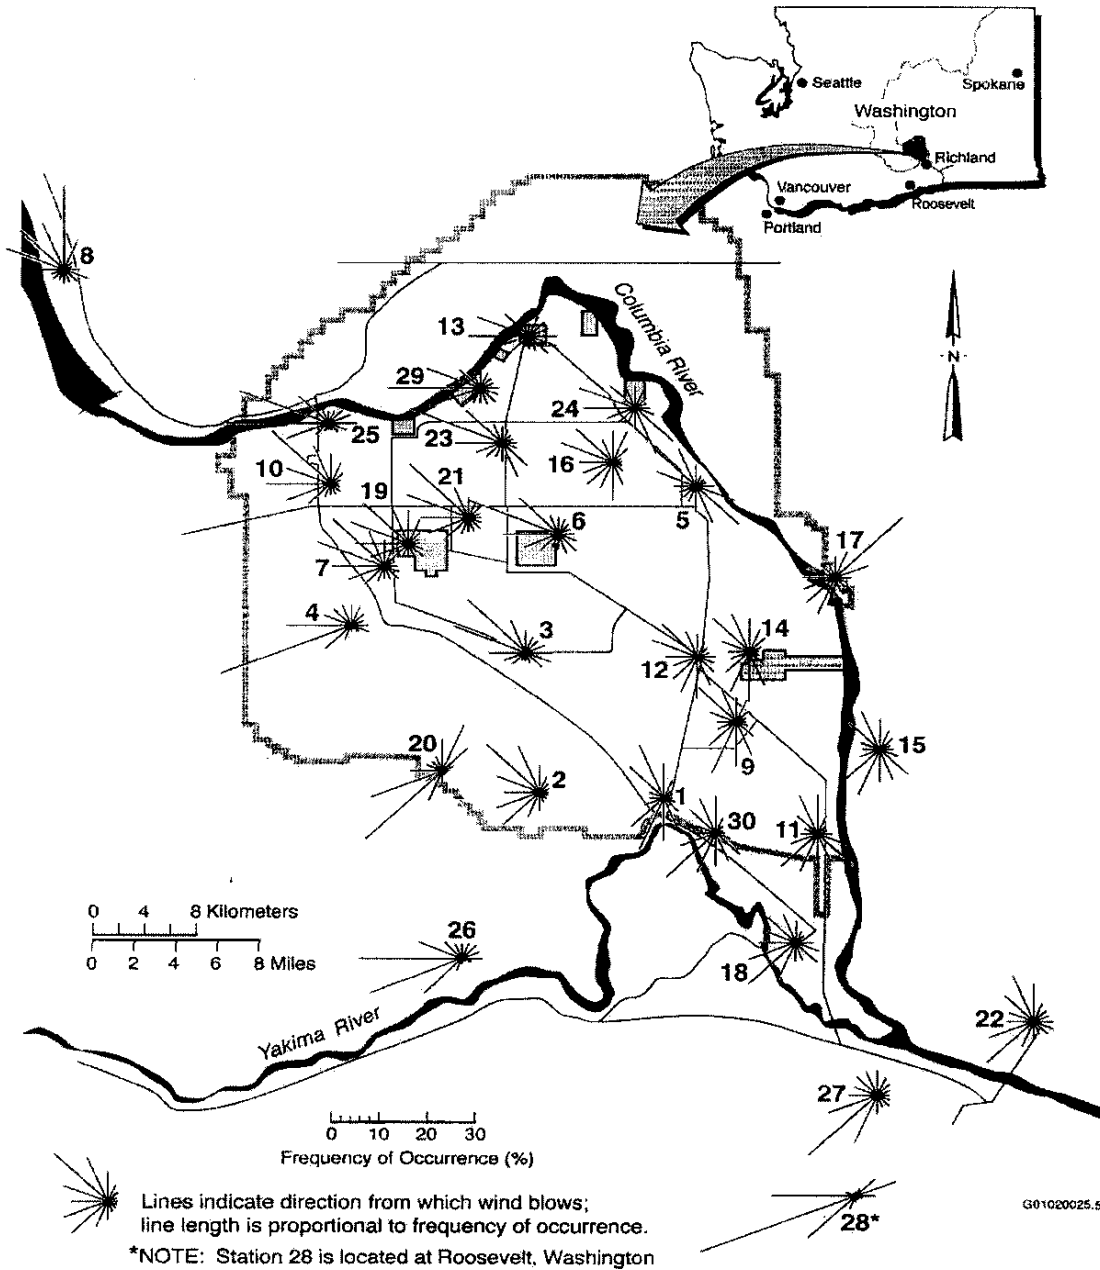 Seattle
Spokane
Washington
Richland
Vancouver
Roosevelt
Portland
8
Columbia River
13
N
29
24
25
23
16
10
21
19
6
5
17
7
4
3
14
12
20
2
9
15
1
30
11
0 4 8 Kilometers
0 2 4 6 8 Miles
26
18
22
Yakima River
27
0 10 20 30
Frequency of Occurrence (%)
Lines indicate direction from which wind blows;
line length is proportional to frequency of occurrence.
28*
G01020025.5
*NOTE: Station 28 is located at Roosevelt, Washington